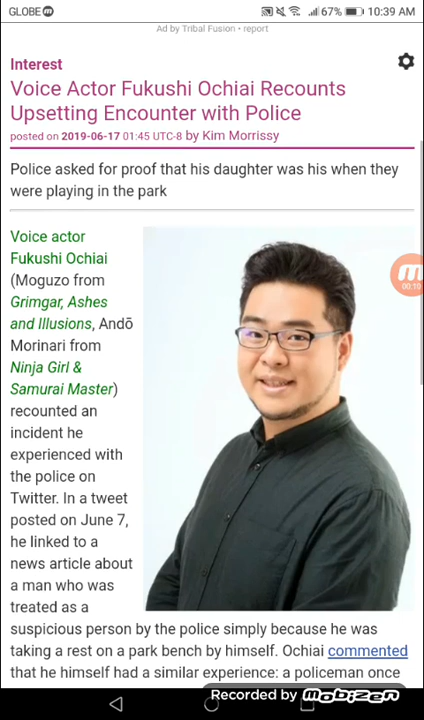 GLOBE 67% 10:39 AM
Ad by Tribal Fusion • report
Interest
Voice Actor Fukushi Ochiai Recounts
Upsetting Encounter with Police
posted on 2019-06-17 01:45 UTC-8 by Kim Morrissy
Police asked for proof that his daughter was his when they
were playing in the park
Voice actor
Fukushi Ochiai
(Moguzo from
Grimgar, Ashes
and Illusions, Andō
Morinari from
Ninja Girl &
Samurai Master)
recounted an
incident he
experienced with
the police on
Twitter. In a tweet
posted on June 7,
he linked to a
news article about
a man who was
treated as a
suspicious person by the police simply because he was
taking a rest on a park bench by himself. Ochiai commented
that he himself had a similar experience: a policeman once
00:10
Recorded by Mobizen